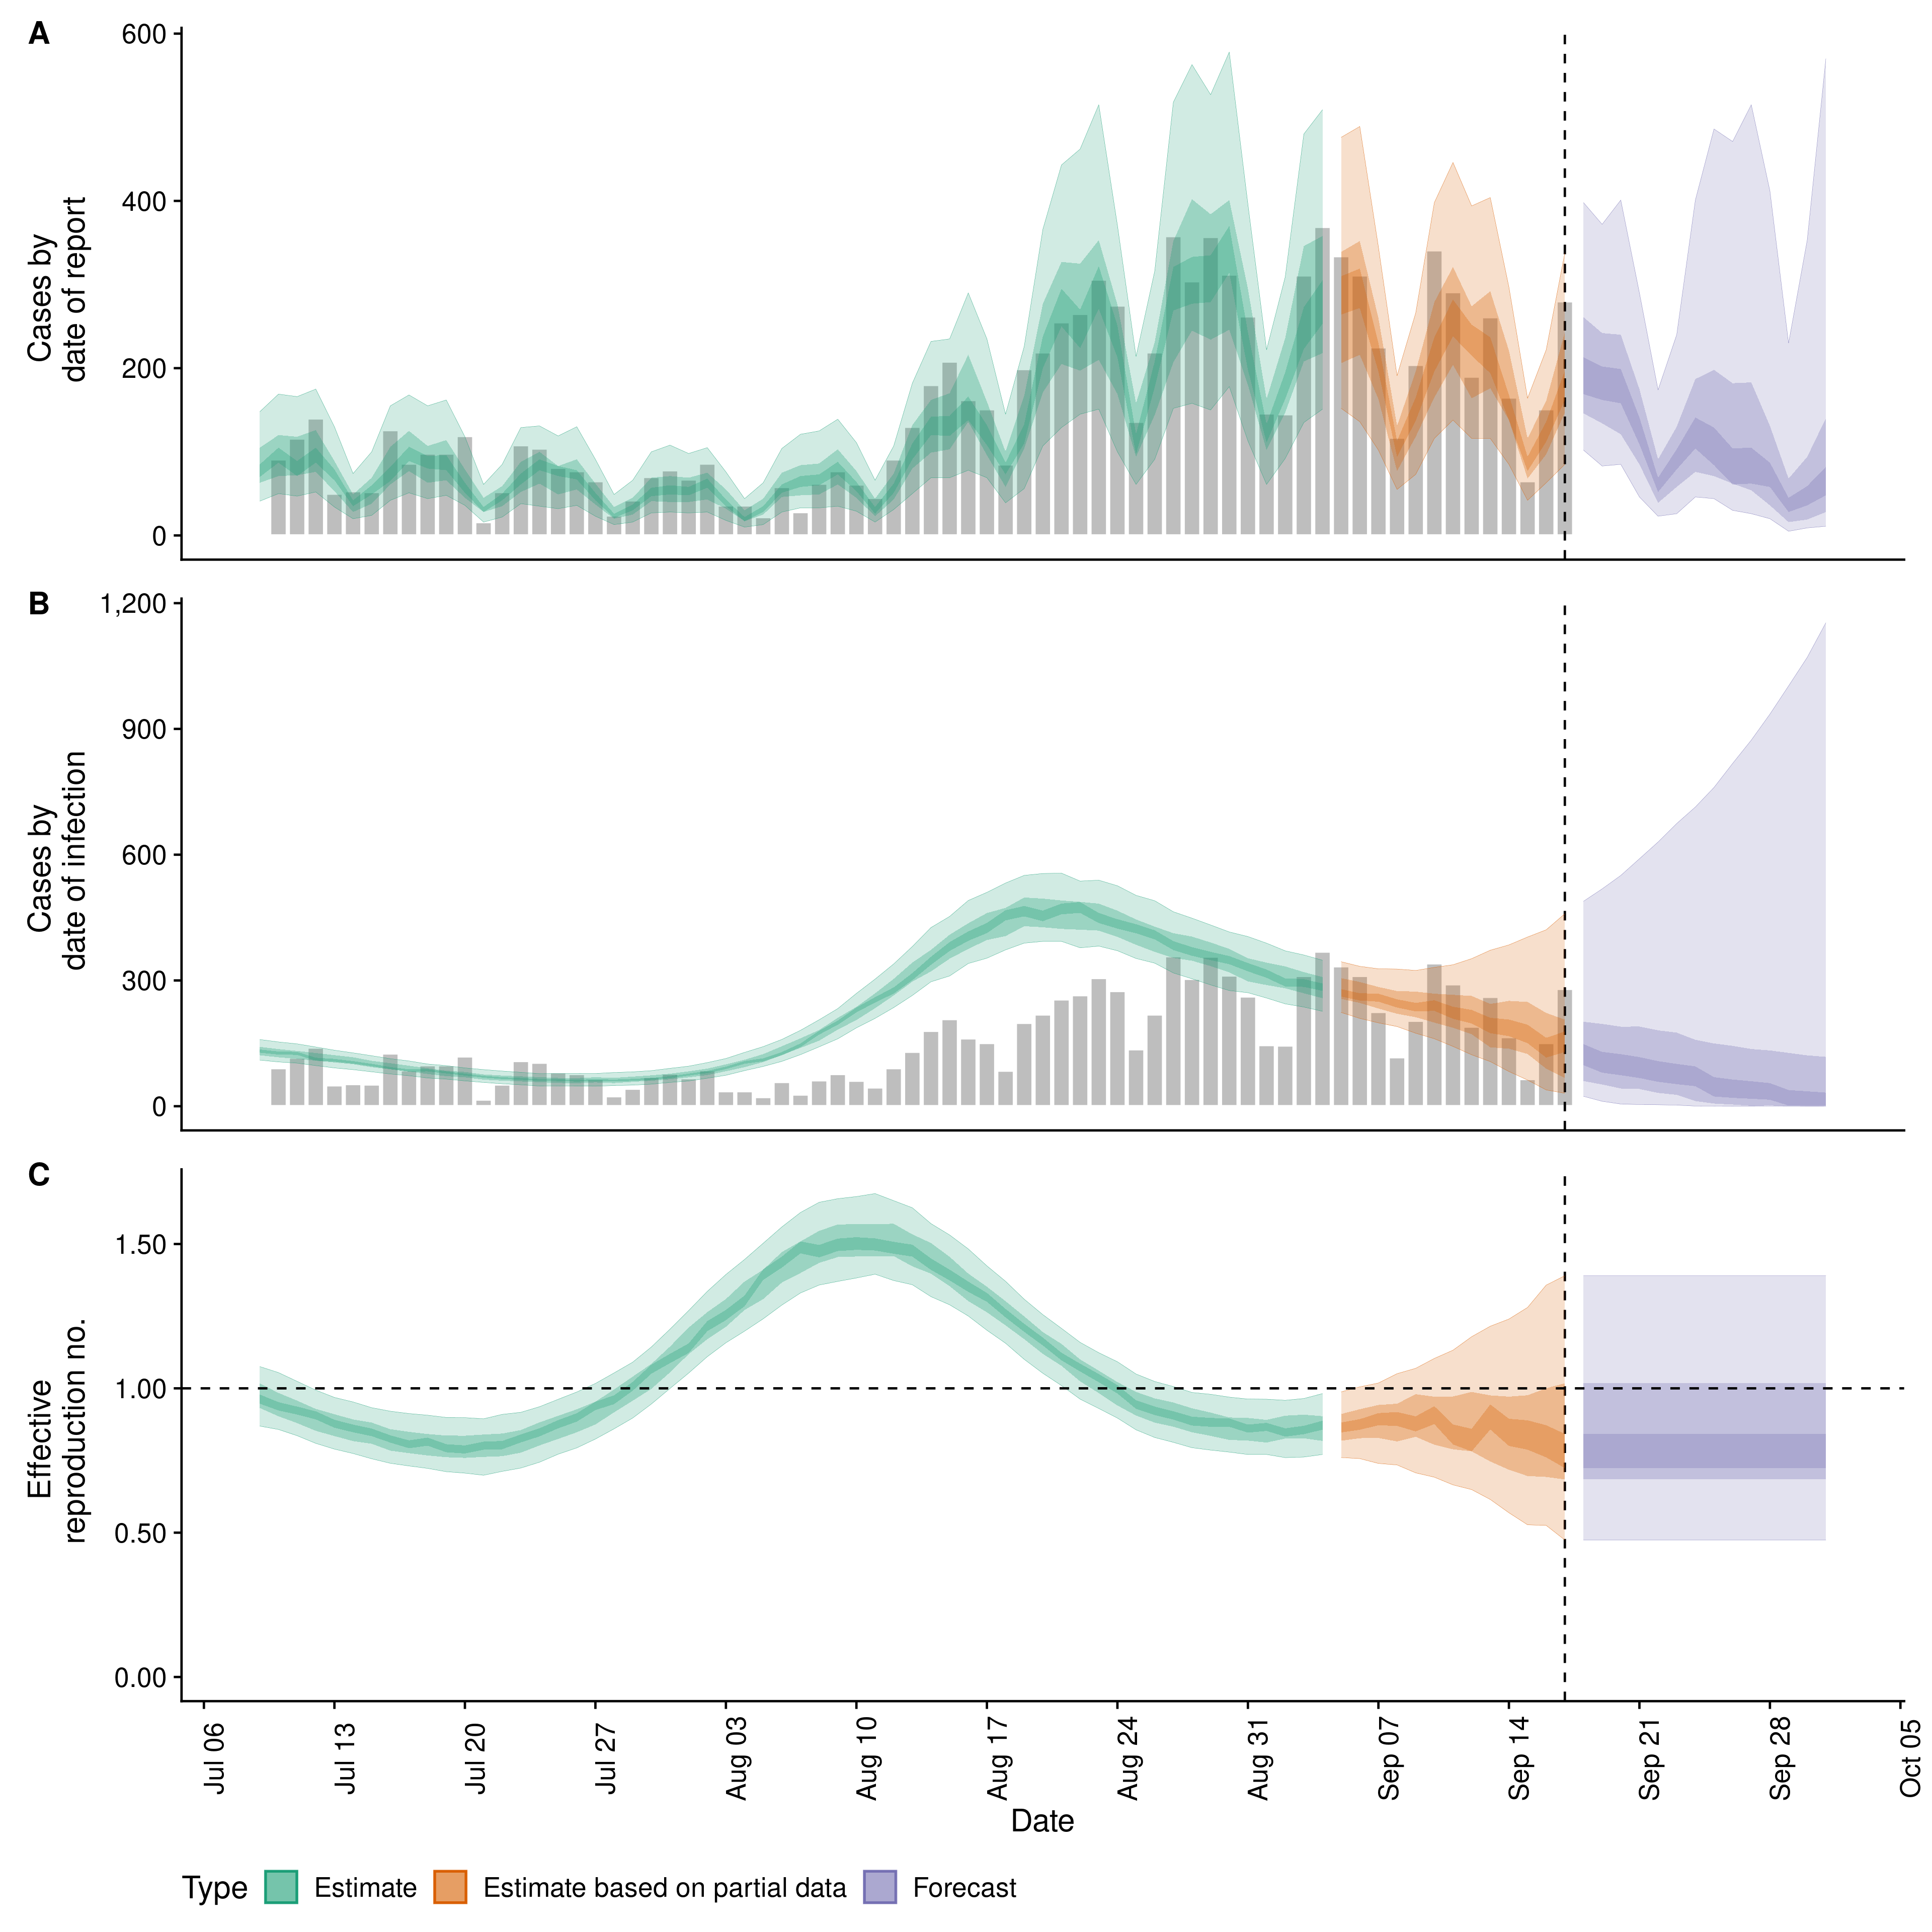 A
600
400
200
0
Cases by
date of report
B
1,200
900
600
300
0
Cases by
date of infection
C
1.50
1.00
0.50
0.00
Effective
reproduction no.
Jul 06
Jul 13
Jul 20
Jul 27
Aug 03
Aug 10
Aug 17
Aug 24
Aug 31
Sep 07
Sep 14
Sep 21
Sep 28
Oct 05
Date
Type Estimate Estimate based on partial data Forecast